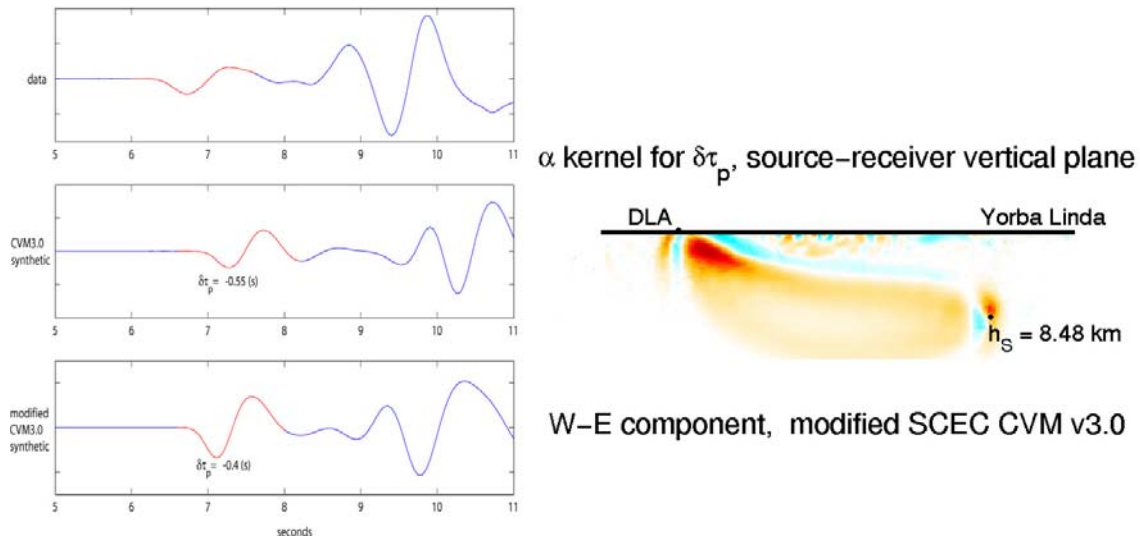 data
5 6 7 8 9 10 11
CVM3.0
synthetic
δτp = -0.55 (s)
5 6 7 8 9 10 11
modified
CVM3.0
synthetic
δτp = -0.4 (s)
5 6 7 8 9 10 11
seconds
α kernel for δτp, source-receiver vertical plane
DLA Yorba Linda
hS = 8.48 km
W-E component, modified SCEC CVM v3.0